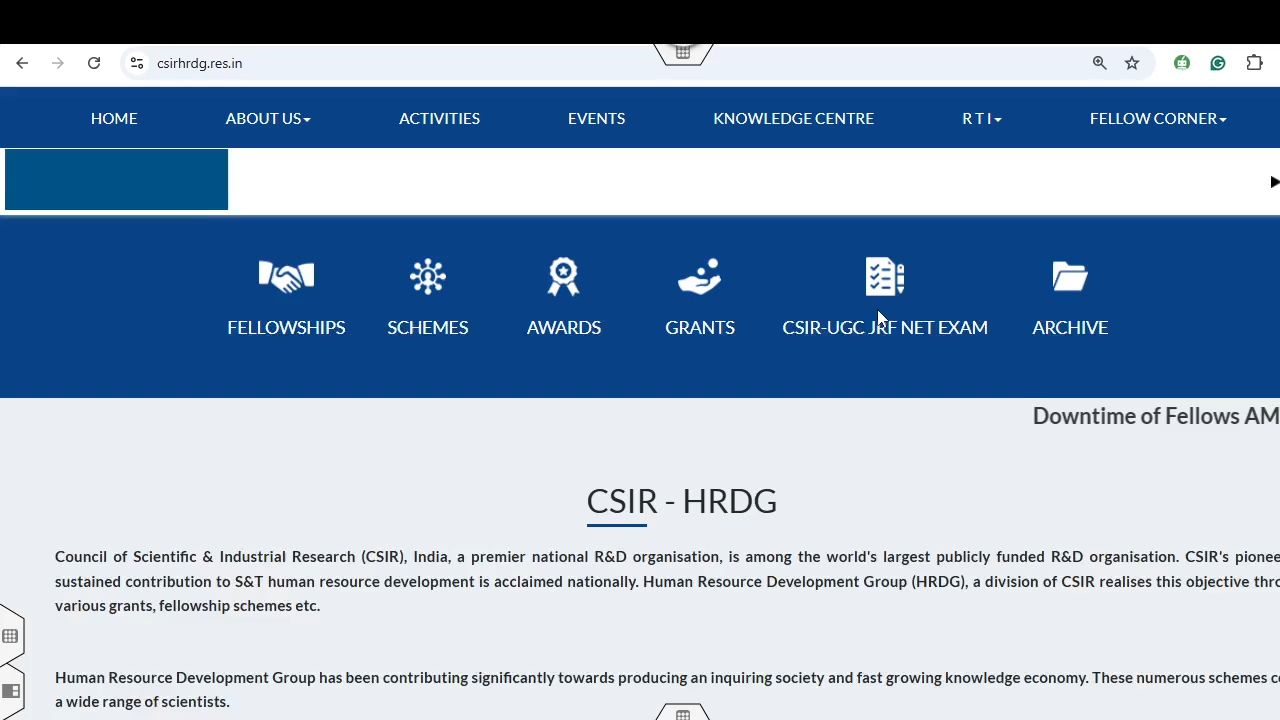 csirhrdg.res.in
HOME ABOUT US ACTIVITIES EVENTS KNOWLEDGE CENTRE R T I FELLOW CORNER
FELLOWSHIPS SCHEMES AWARDS GRANTS CSIR-UGC JRF NET EXAM ARCHIVE
Downtime of Fellows AM
CSIR - HRDG
Council of Scientific & Industrial Research (CSIR), India, a premier national R&D organisation, is among the world's largest publicly funded R&D organisation. CSIR's pionee
sustained contribution to S&T human resource development is acclaimed nationally. Human Resource Development Group (HRDG), a division of CSIR realises this objective thro
various grants, fellowship schemes etc.
Human Resource Development Group has been contributing significantly towards producing an inquiring society and fast growing knowledge economy. These numerous schemes c
a wide range of scientists.